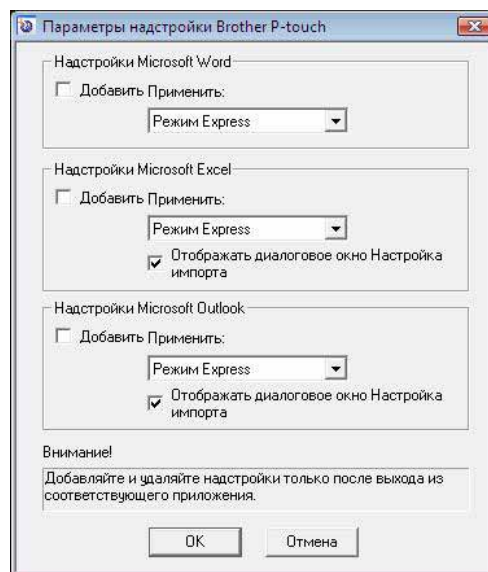 Параметры надстройки Brother P-touch
Надстройки Microsoft Word
Добавить Применить:
Режим Express
Надстройки Microsoft Excel
Добавить Применить:
Режим Express
Отображать диалоговое окно Настройка
импорта
Надстройки Microsoft Outlook
Добавить Применить:
Режим Express
Отображать диалоговое окно Настройка
импорта
Внимание!
Добавляйте и удаляйте надстройки только после выхода из
соответствующего приложения.
OK Отмена